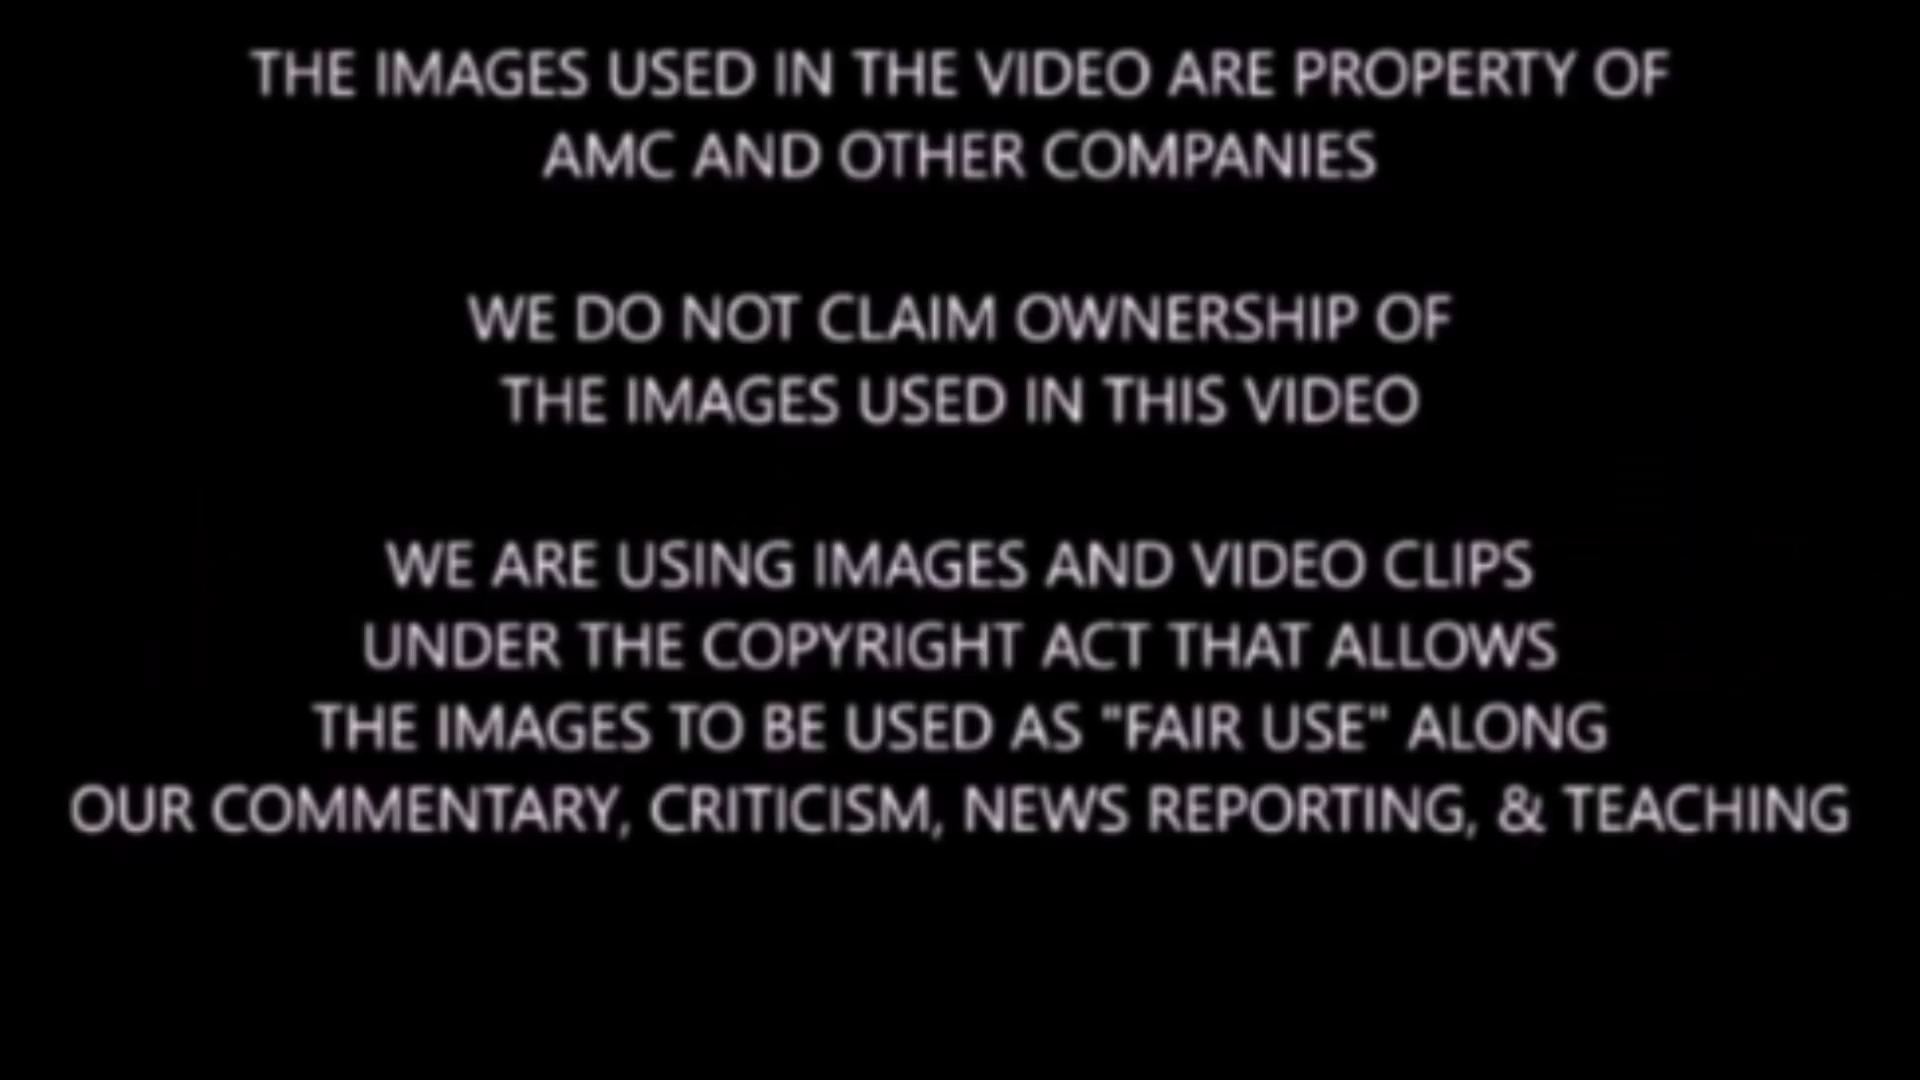 THE IMAGES USED IN THE VIDEO ARE PROPERTY OF
AMC AND OTHER COMPANIES
WE DO NOT CLAIM OWNERSHIP OF
THE IMAGES USED IN THIS VIDEO
WE ARE USING IMAGES AND VIDEO CLIPS
UNDER THE COPYRIGHT ACT THAT ALLOWS
THE IMAGES TO BE USED AS "FAIR USE" ALONG
OUR COMMENTARY, CRITICISM, NEWS REPORTING, & TEACHING